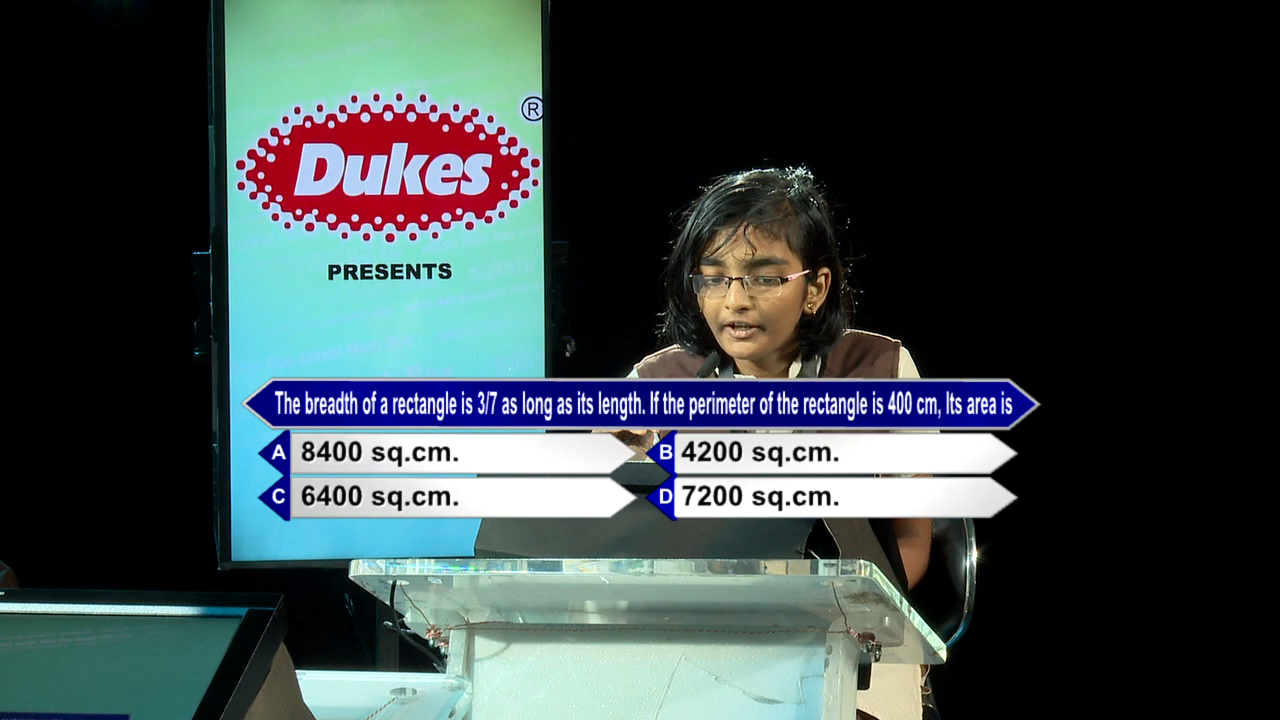 ®
Dukes
PRESENTS
The breadth of a rectangle is 3/7 as long as its length. If the perimeter of the rectangle is 400 cm, Its area is
A 8400 sq.cm.
B 4200 sq.cm.
C 6400 sq.cm.
D 7200 sq.cm.